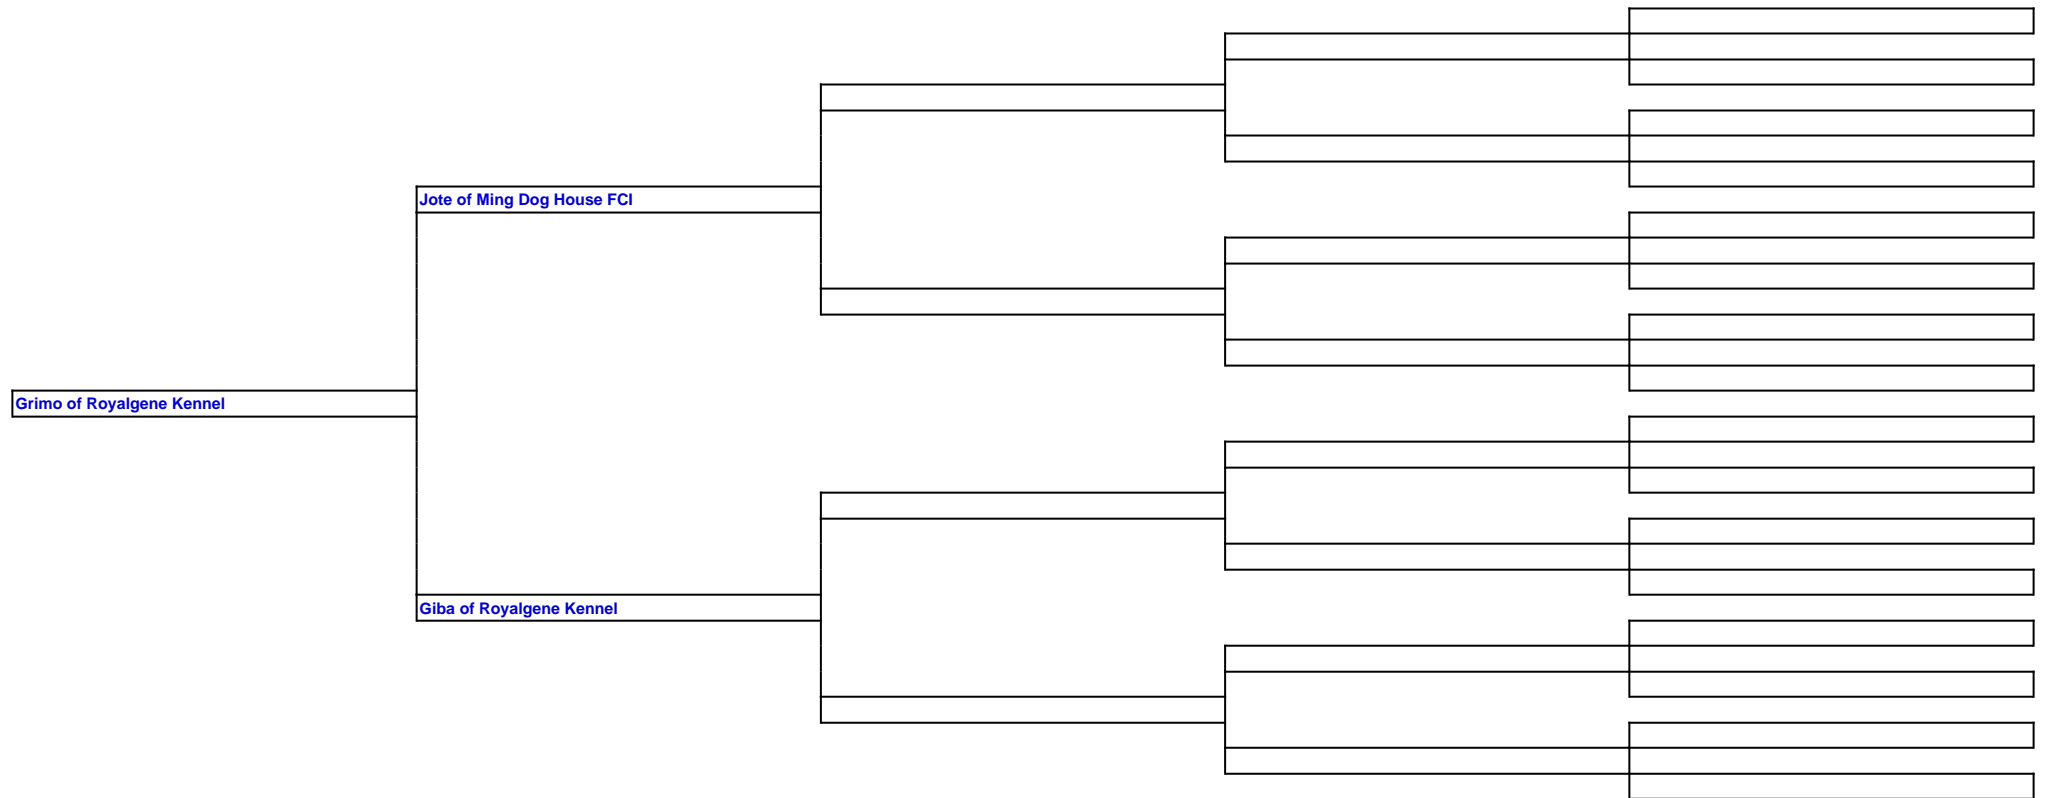 Jote of Ming Dog House FCI
Grimo of Royalgene Kennel
Giba of Royalgene Kennel